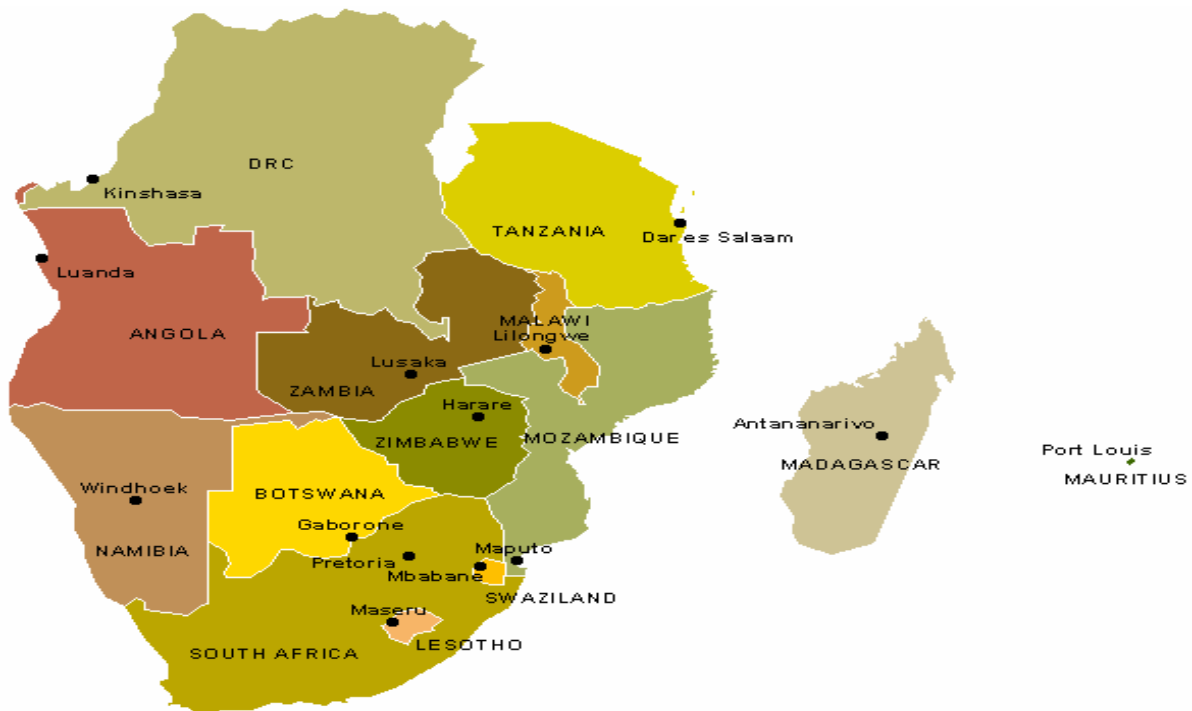 DRC
Kinshasa
TANZANIA
Dar es Salaam
Luanda
ANGOLA
MALAWI
Lilongwe
Lusaka
ZAMBIA
Harare
ZIMBABWE
MOZAMBIQUE
Antananarivo
MADAGASCAR
Port Louis
MAURITIUS
Windhoek
NAMIBIA
BOTSWANA
Gaborone
Pretoria
Maputo
Mbabane
SWAZILAND
Maseru
LESOTHO
SOUTH AFRICA